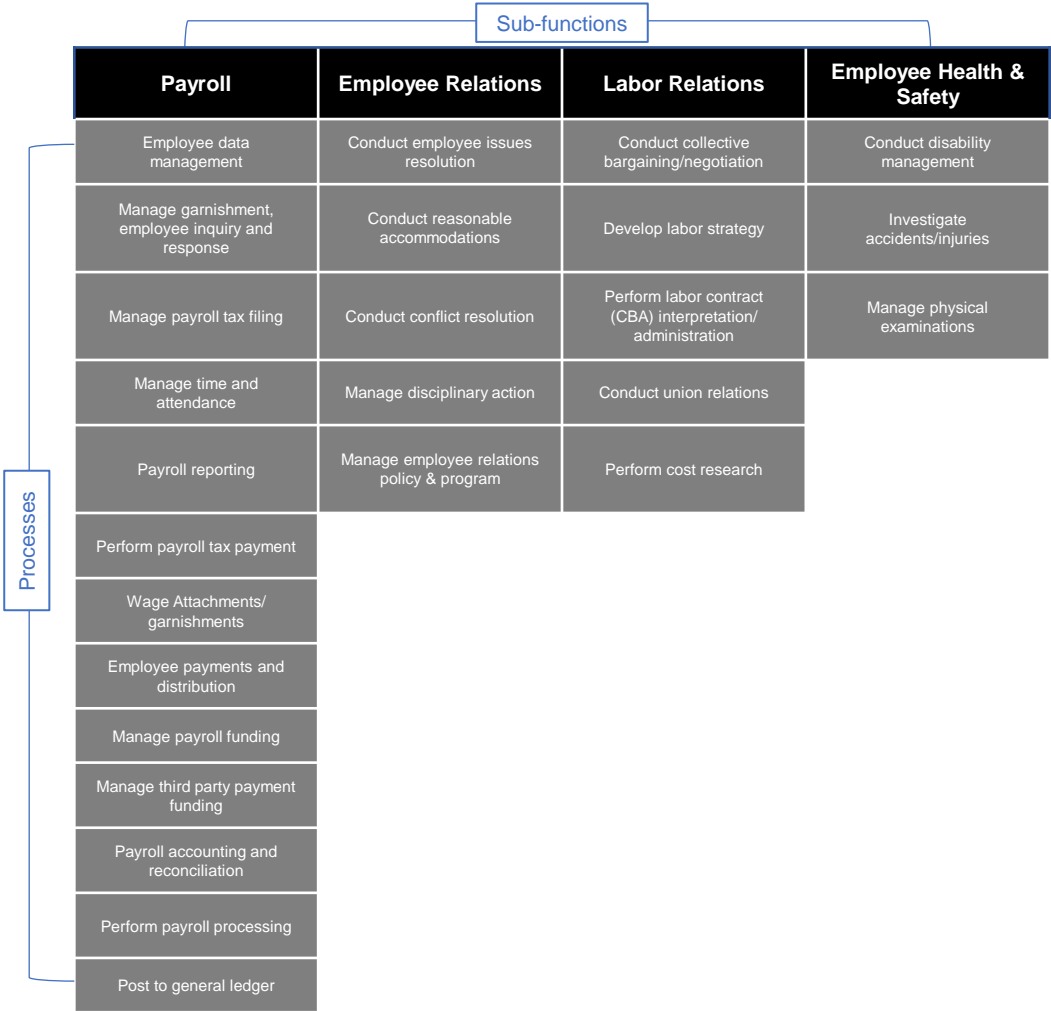 Sub-functions
Payroll
Employee Relations
Labor Relations
Employee Health &
Safety
Processes
Employee data
management
Conduct employee issues
resolution
Conduct collective
bargaining/negotiation
Conduct disability
management
Manage garnishment,
employee inquiry and
response
Conduct reasonable
accommodations
Develop labor strategy
Investigate
accidents/injuries
Manage payroll tax filing
Conduct conflict resolution
Perform labor contract
(CBA) interpretation/
administration
Manage physical
examinations
Manage time and
attendance
Manage disciplinary action
Conduct union relations
Payroll reporting
Manage employee relations
policy & program
Perform cost research
Perform payroll tax payment
Wage Attachments/
garnishments
Employee payments and
distribution
Manage payroll funding
Manage third party payment
funding
Payroll accounting and
reconciliation
Perform payroll processing
Post to general ledger